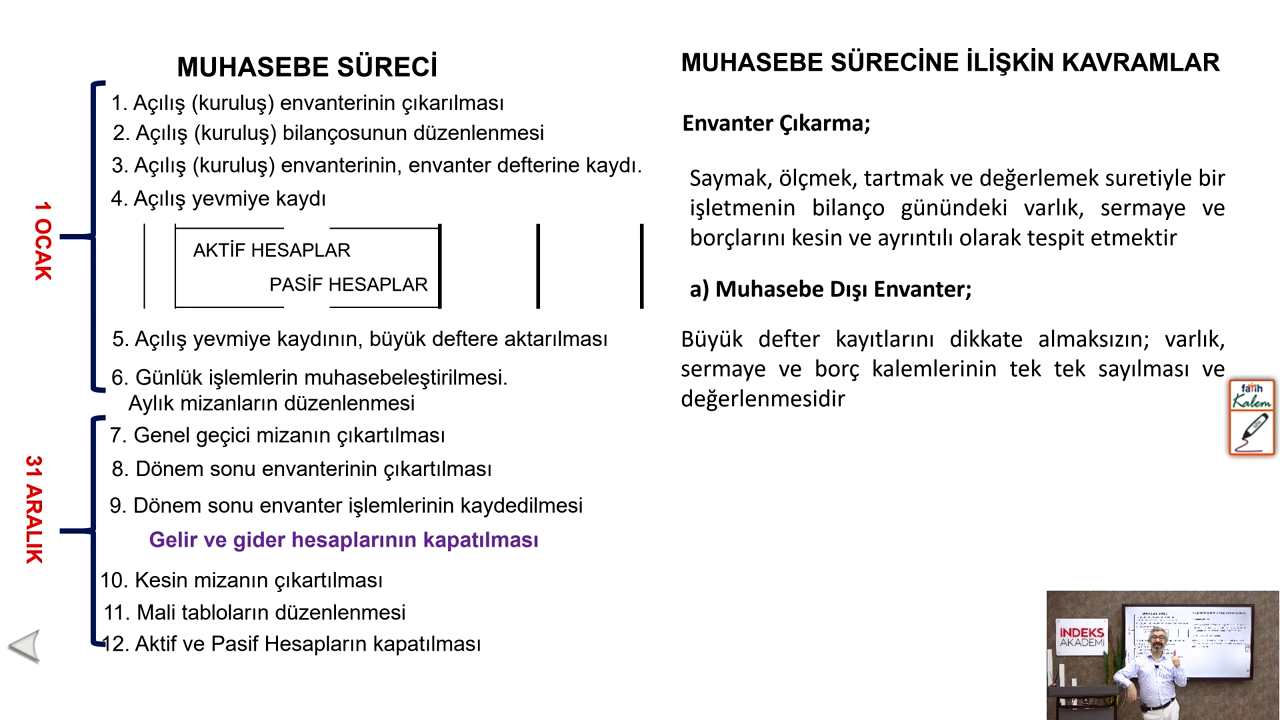 MUHASEBE SÜRECİ
1. Açılış (kuruluş) envanterinin çıkarılması
2. Açılış (kuruluş) bilançosunun düzenlenmesi
3. Açılış (kuruluş) envanterinin, envanter defterine kaydı.
4. Açılış yevmiye kaydı
1 OCAK
AKTİF HESAPLAR
PASİF HESAPLAR
5. Açılış yevmiye kaydının, büyük deftere aktarılması
6. Günlük işlemlerin muhasebeleştirilmesi.
Aylık mizanların düzenlenmesi
31 ARALIK
7. Genel geçici mizanın çıkartılması
8. Dönem sonu envanterinin çıkartılması
9. Dönem sonu envanter işlemlerinin kaydedilmesi
Gelir ve gider hesaplarının kapatılması
10. Kesin mizanın çıkartılması
11. Mali tabloların düzenlenmesi
12. Aktif ve Pasif Hesapların kapatılması
MUHASEBE SÜRECİNE İLİŞKİN KAVRAMLAR
Envanter Çıkarma;
Saymak, ölçmek, tartmak ve değerlemek suretiyle bir
işletmenin bilanço günündeki varlık, sermaye ve
borçlarını kesin ve ayrıntılı olarak tespit etmektir
a) Muhasebe Dışı Envanter;
Büyük defter kayıtlarını dikkate almaksızın; varlık,
sermaye ve borç kalemlerinin tek tek sayılması ve
değerlenmesidir
fatih
Kalem
INDEKS
AKADEMİ